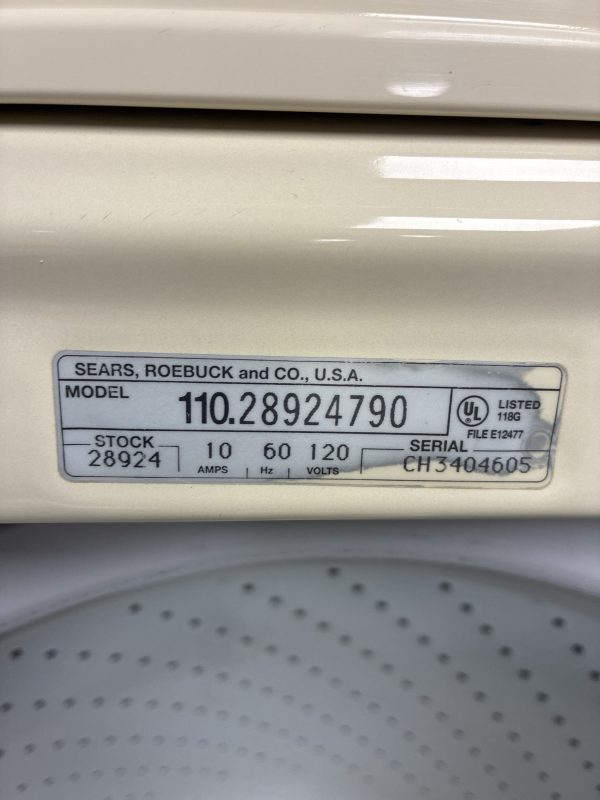 SEARS, ROEBUCK and CO., U.S.A.
MODEL 110.28924790
UL LISTED
118G
FILE E12477
STOCK
28924
10 60 120
AMPS Hz VOLTS
SERIAL
CH3404605